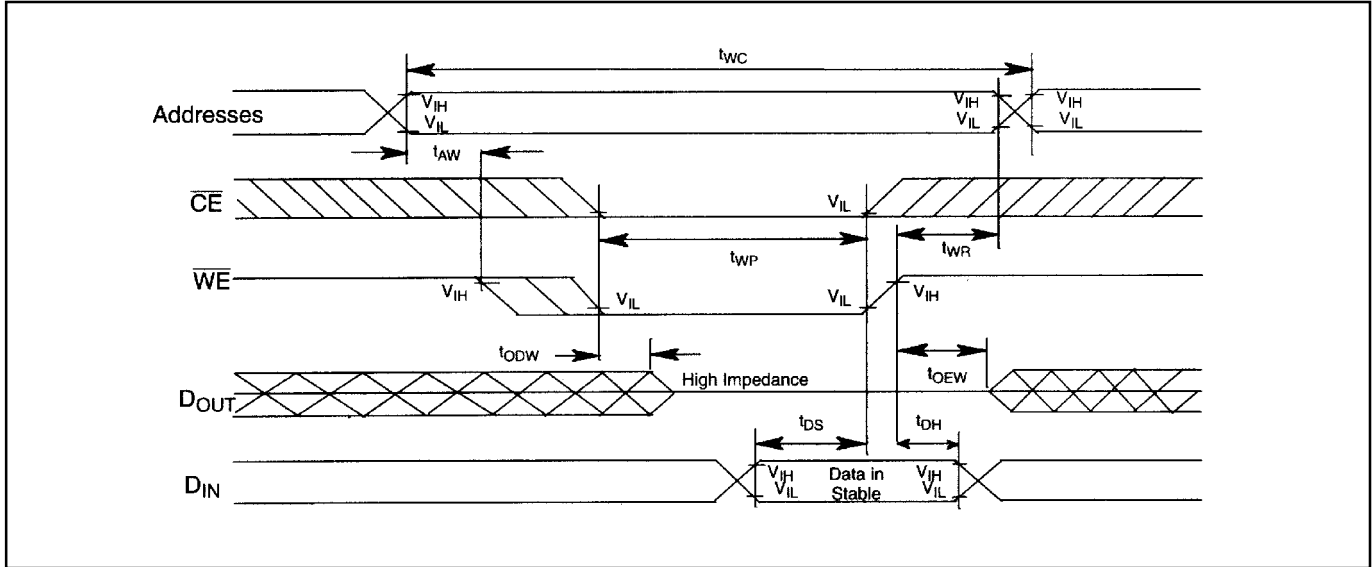 tWC
Addresses
VIH
VIL
VIH
VIL
VIH
VIL
tAW
CE
VIL
tWP
tWR
WE
VIH
VIL
VIL
VIH
tODW
tOEW
DOUT
High Impedance
tDS
tDH
DIN
VIH
VIL
Data in
Stable
VIH
VIL